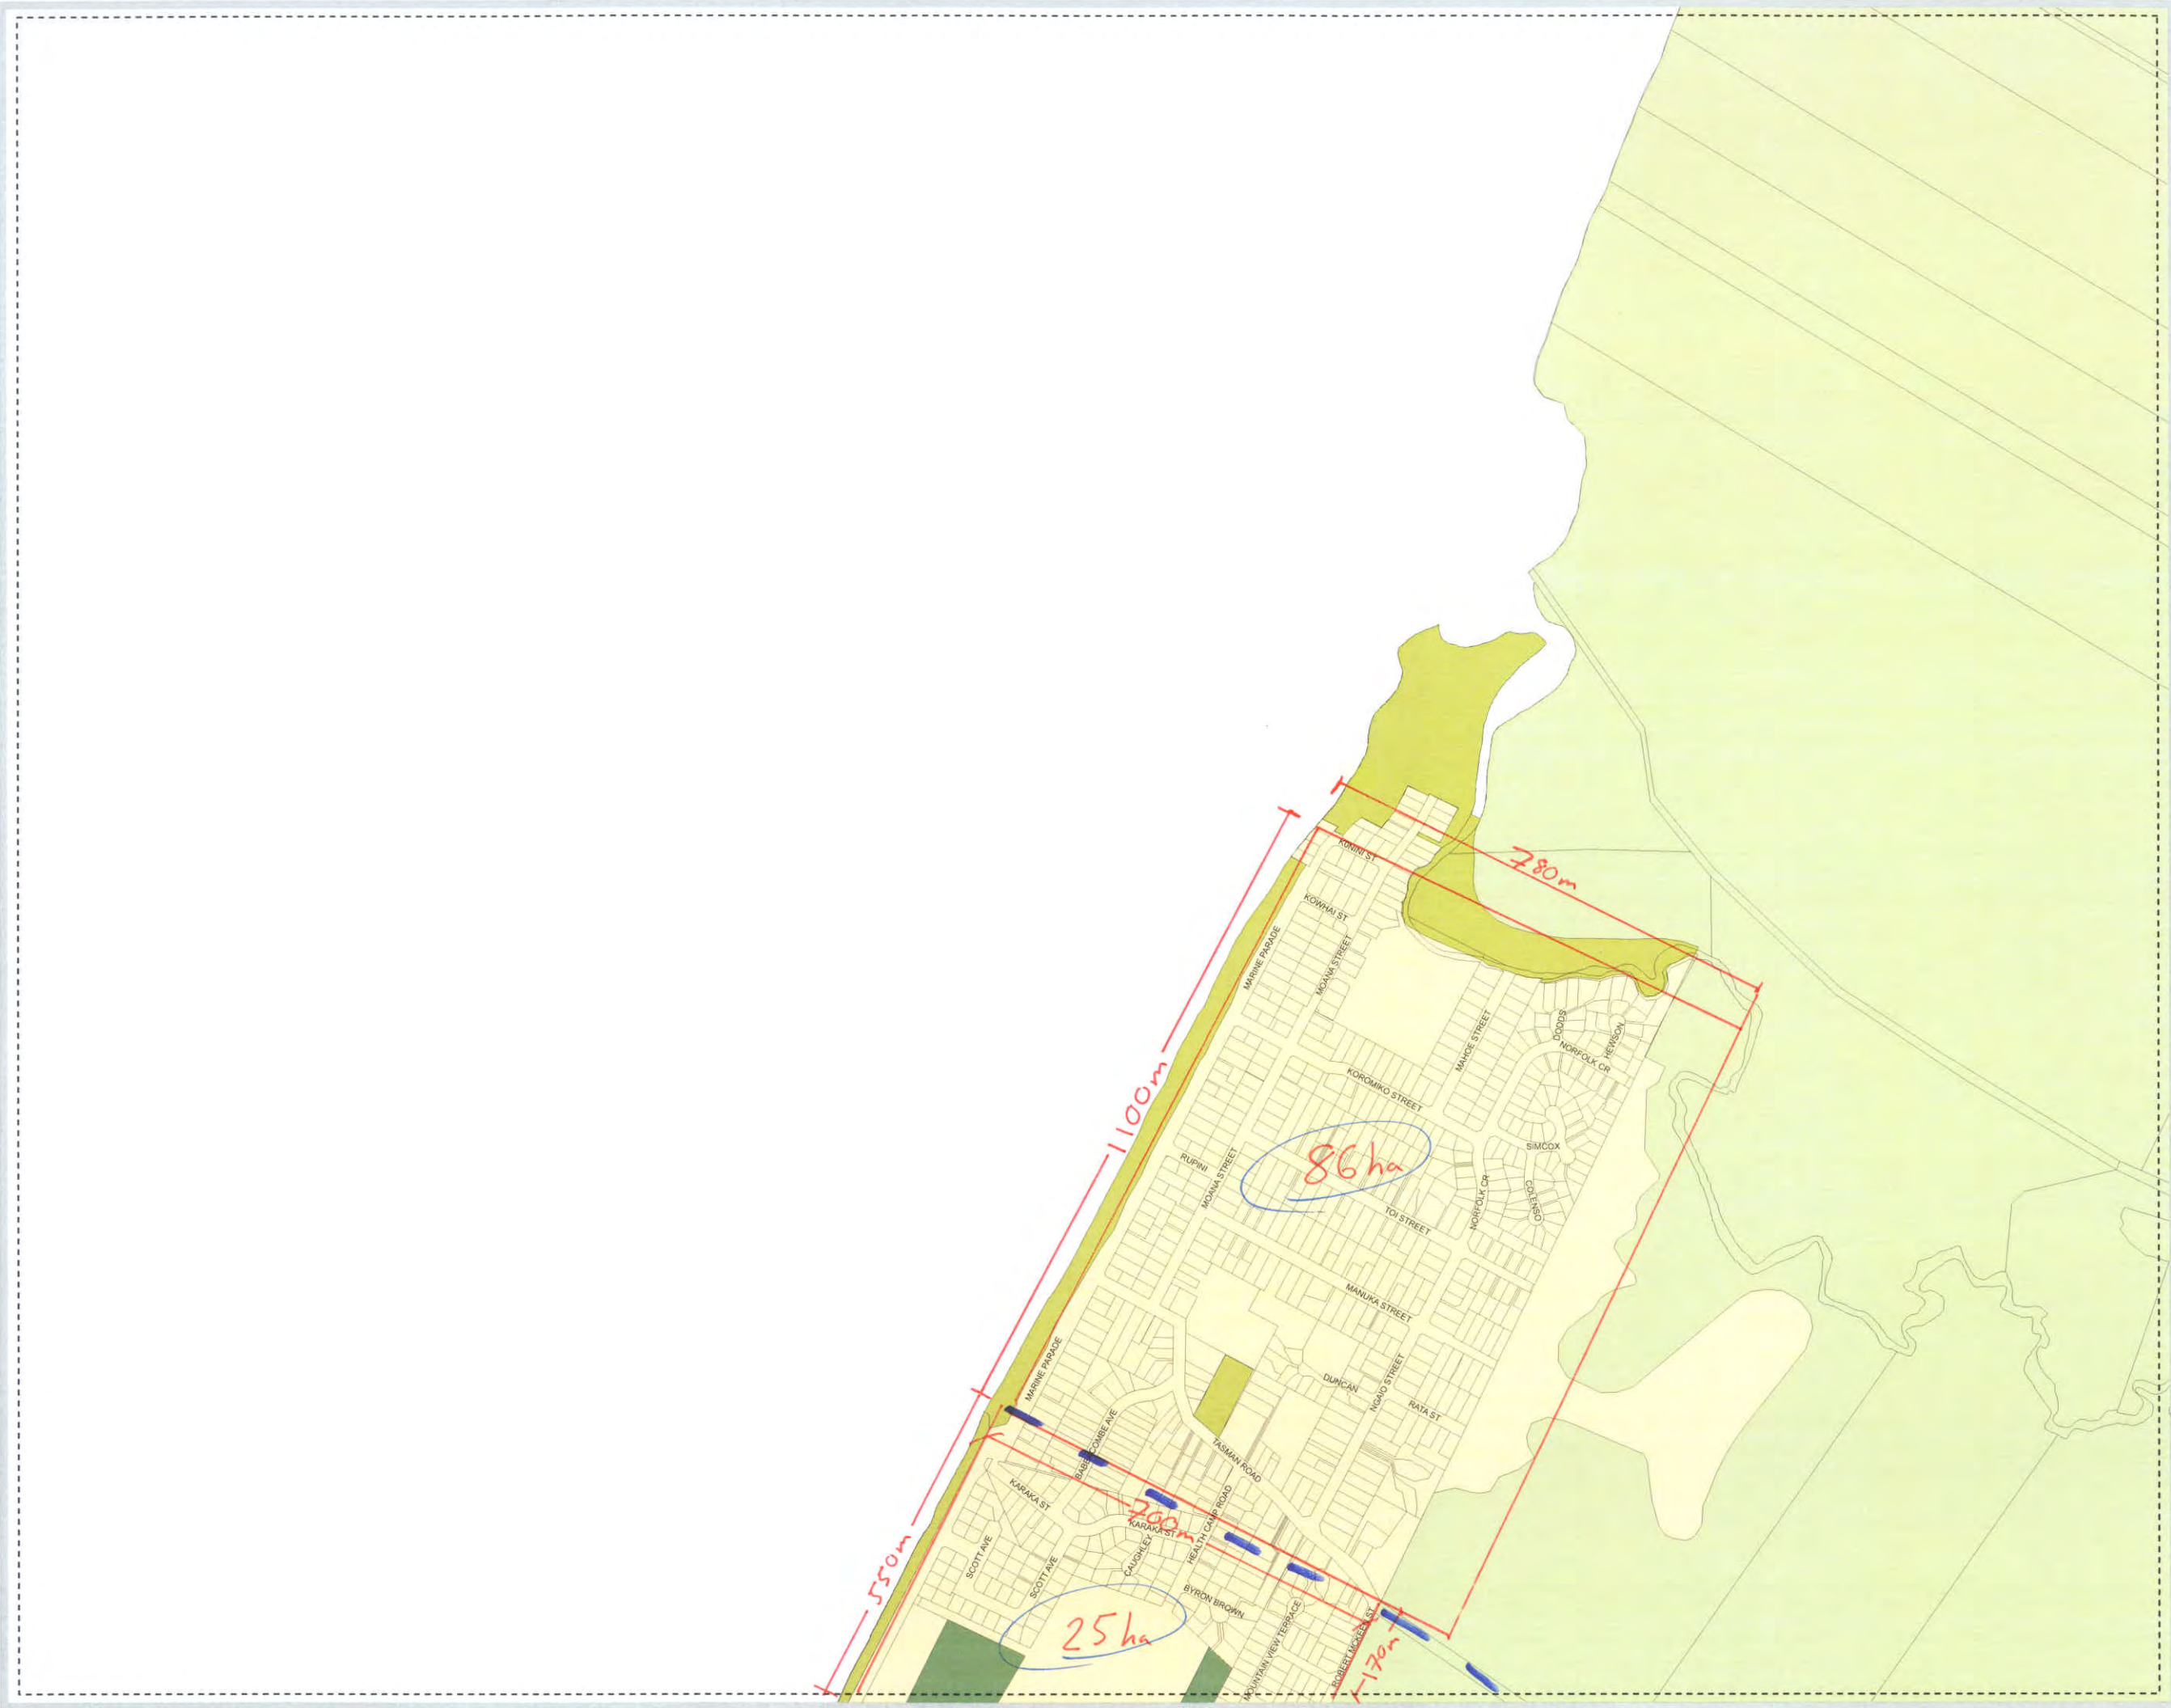 780m
KONINI ST
KOWHAI ST
MARINE PARADE
MOANA STREET
MAHOE STREET
DODDS
HEWSON
NORFOLK CR
KOROMIKO STREET
1100m
86ha
SIMCOX
RUPINI
MOANA STREET
NORFOLK CR
COLENSO
TOI STREET
MANUKA STREET
MARINE PARADE
DUNCAN
NGAIO STREET
RATA ST
TASMAN ROAD
KARAKA ST
700m
KARAKA ST
HEALTH CAMP ROAD
CAUGHLEY
SCOTT AVE
SCOTT AVE
550m
BYRON BROWN
25ha
MOUNTAIN VIEW TERRACE
ROBERT MCKEEN ST
170m